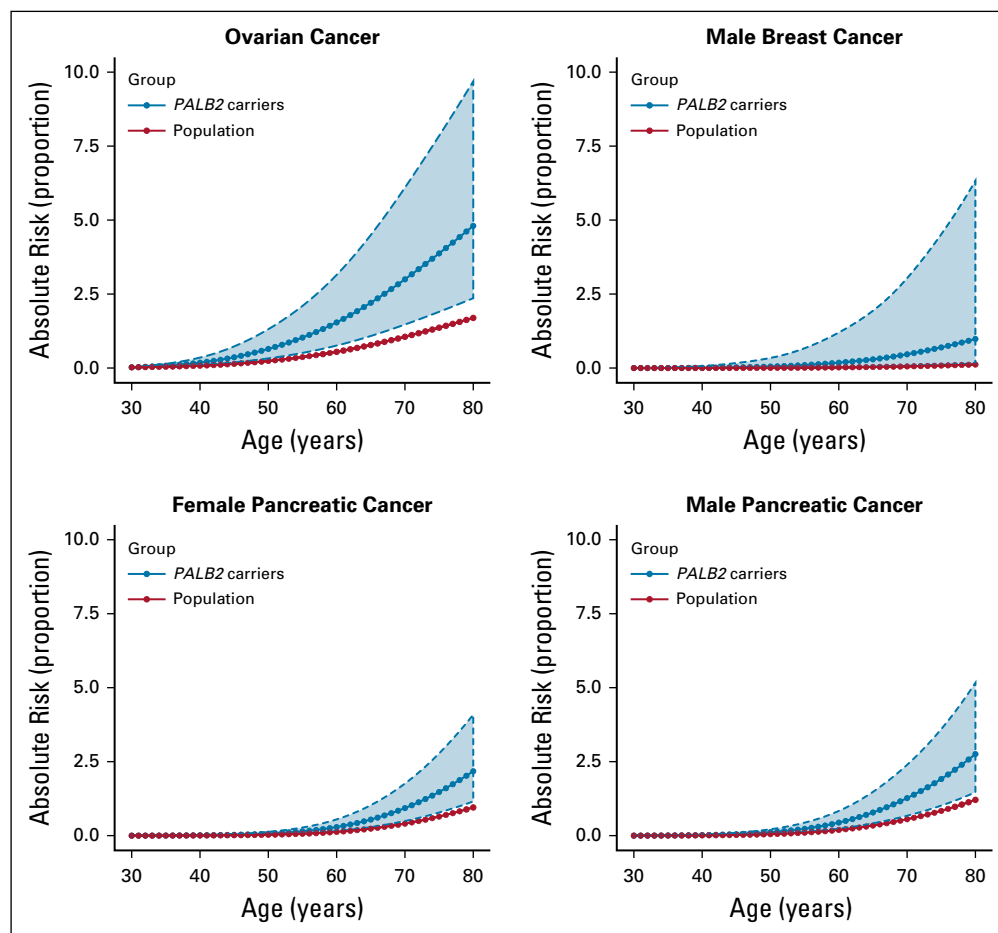 Ovarian Cancer
Absolute Risk (proportion)
10.0
7.5
5.0
2.5
0.0
Group
PALB2 carriers
Population
30 40 50 60 70 80
Age (years)
Male Breast Cancer
Absolute Risk (proportion)
10.0
7.5
5.0
2.5
0.0
Group
PALB2 carriers
Population
30 40 50 60 70 80
Age (years)
Female Pancreatic Cancer
Absolute Risk (proportion)
10.0
7.5
5.0
2.5
0.0
Group
PALB2 carriers
Population
30 40 50 60 70 80
Age (years)
Male Pancreatic Cancer
Absolute Risk (proportion)
10.0
7.5
5.0
2.5
0.0
Group
PALB2 carriers
Population
30 40 50 60 70 80
Age (years)